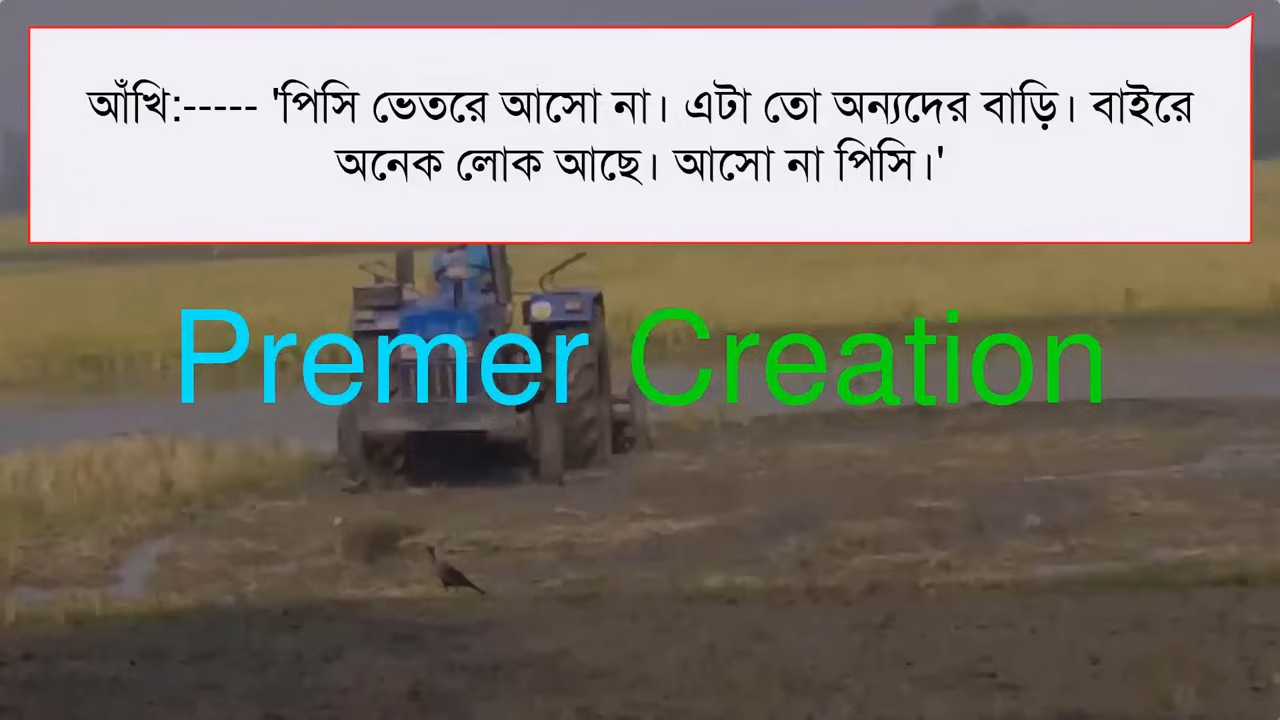 আঁখি:----- 'পিসি ভেতরে আসো না। এটা তো অন্যদের বাড়ি। বাইরে
অনেক লোক আছে। আসো না পিসি।'
Premer Creation